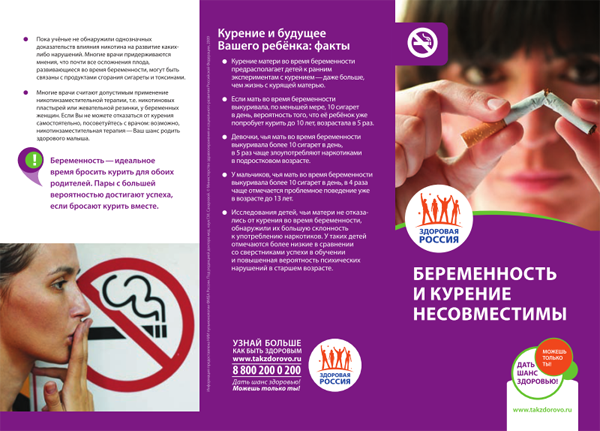 Пока учёные не обнаружили однозначных
доказательств влияния никотина на развитие каких-
либо нарушений. Многие врачи придерживаются
мнения, что почти все осложнения плода,
развивающиеся во время беременности, могут быть
связаны с продуктами сгорания сигареты и токсинами.
Многие врачи считают допустимым применение
никотинзаместительной терапии, т.е. никотиновых
пластырей или жевательной резинки, у беременных
женщин. Если Вы не можете отказаться от курения
самостоятельно, посоветуйтесь с врачом: возможно,
никотинзаместительная терапия — Ваш шанс родить
здорового малыша.
Беременность — идеальное
время бросить курить для обоих
родителей. Пары с большей
вероятностью достигают успеха,
если бросают курить вместе.
Курение и будущее
Вашего ребёнка: факты
Курение матери во время беременности
предрасполагает детей к ранним
экспериментам с курением — даже больше,
чем жизнь с курящей матерью.
Если мать во время беременности
выкуривала, по меньшей мере, 10 сигарет
в день, вероятность того, что её ребёнок уже
попробует курить до 10 лет, возрастала в 5 раз.
Девочки, чья мать во время беременности
выкуривала более 10 сигарет в день,
в 5 раз чаще злоупотребляют наркотиками
в подростковом возрасте.
У мальчиков, чья мать во время беременности
выкуривала более 10 сигарет в день, в 4 раза
чаще отмечается проблемное поведение уже
в возрасте до 13 лет.
Исследования детей, чьи матери не отказа-
лись от курения во время беременности,
обнаружили их большую склонность
к употреблению наркотиков. У таких детей
отмечаются более низкие в сравнении
со сверстниками успехи в обучении
и повышенная вероятность психических
нарушений в старшем возрасте.
УЗНАЙ БОЛЬШЕ
КАК БЫТЬ ЗДОРОВЫМ
www.takzdorovo.ru
8 800 200 0 200
Дать шанс здоровью!
Можешь только ты!
ЗДОРОВАЯ
РОССИЯ
ЗДОРОВАЯ
РОССИЯ
БЕРЕМЕННОСТЬ
И КУРЕНИЕ
НЕСОВМЕСТИМЫ
МОЖЕШЬ
ТОЛЬКО
ТЫ!
ДАТЬ
ШАНС
ЗДОРОВЬЮ!
www.takzdorovo.ru